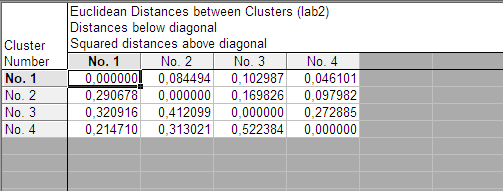 Euclidean Distances between Clusters (lab2)
Distances below diagonal
Squared distances above diagonal
Cluster Number No. 1 No. 2 No. 3 No. 4
No. 1 0,000000 0,084494 0,102987 0,046101
No. 2 0,290678 0,000000 0,169826 0,097982
No. 3 0,320916 0,412099 0,000000 0,272885
No. 4 0,214710 0,313021 0,522384 0,000000